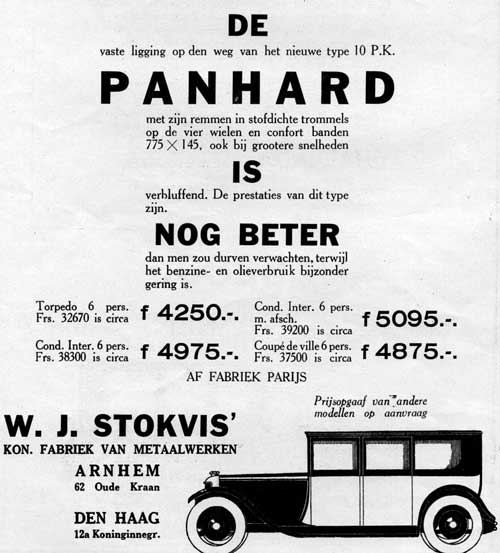 DE
vaste ligging op den weg van het nieuwe type 10 P.K.
PANHARD
met zijn remmen in stofdichte trommels
op de vier wielen en confort banden
775 × 145, ook bij grootere snelheden
IS
verbluffend. De prestaties van dit type
zijn.
NOG BETER
dan men zou durven verwachten, terwijl
het benzine- en olieverbruik bijzonder
gering is.
Torpedo 6 pers.
Frs. 32670 is circa f 4250.-.
Cond. Inter. 6 pers.
m. afsch.
Frs. 39200 is circa f 5095.-.
Cond. Inter. 6 pers.
Frs. 38300 is circa f 4975.-.
Coupé de ville 6 pers.
Frs. 37500 is circa f 4875.-.
AF FABRIEK PARIJS
Prijsopgaaf van andere
modellen op aanvraag
W. J. STOKVIS'
KON. FABRIEK VAN METAALWERKEN
ARNHEM
62 Oude Kraan
DEN HAAG
12a Koninginnegr.